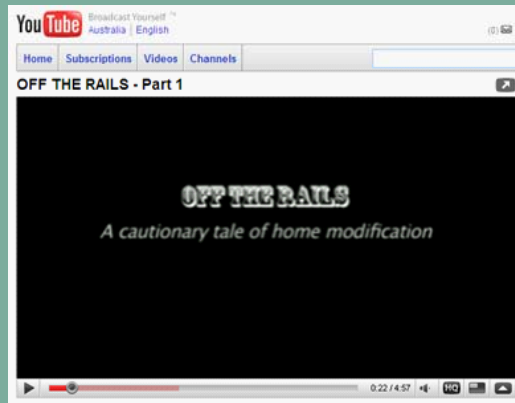 You Tube Broadcast Yourself ™
Australia | English
(0)
Home Subscriptions Videos Channels
OFF THE RAILS - Part 1
OFF THE RAILS
A cautionary tale of home modification
0:22 / 4:57 HQ